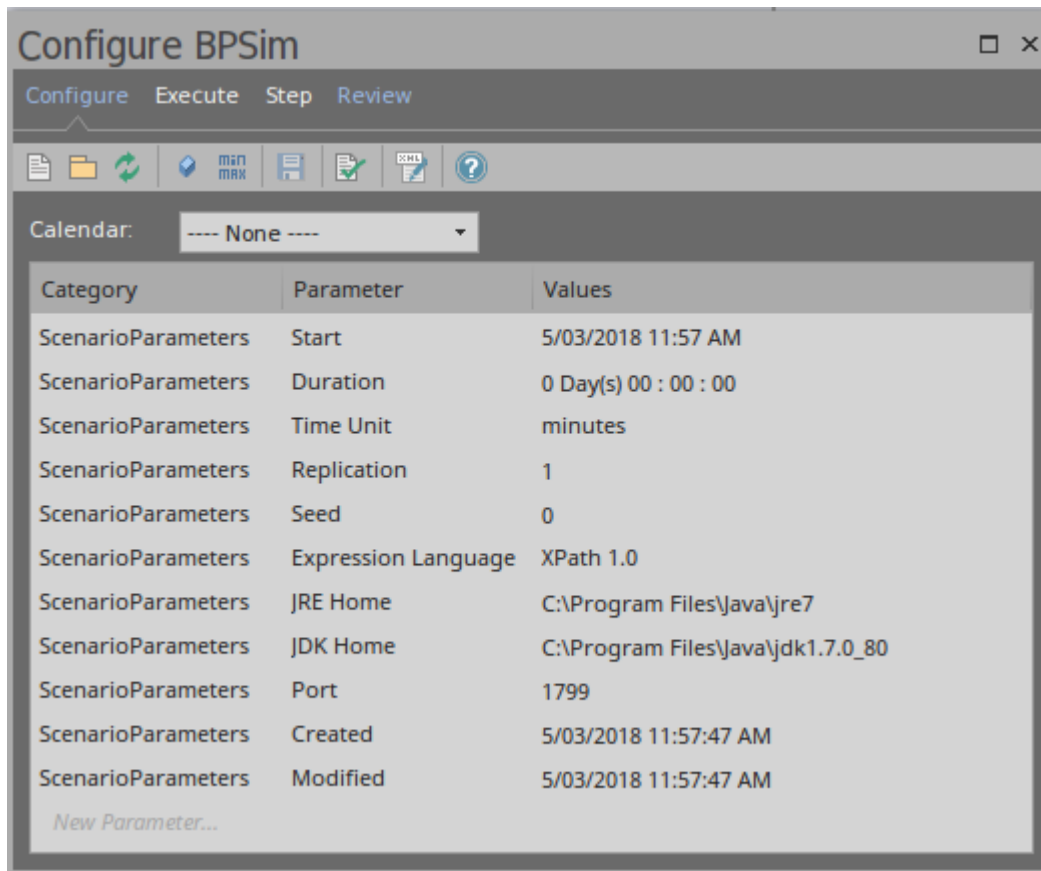 Configure BPSim
Configure Execute Step Review
min
max
XML
?
Calendar: ---- None ----
Category Parameter Values
ScenarioParameters Start 5/03/2018 11:57 AM
ScenarioParameters Duration 0 Day(s) 00 : 00 : 00
ScenarioParameters Time Unit minutes
ScenarioParameters Replication 1
ScenarioParameters Seed 0
ScenarioParameters Expression Language XPath 1.0
ScenarioParameters JRE Home C:\Program Files\Java\jre7
ScenarioParameters JDK Home C:\Program Files\Java\jdk1.7.0_80
ScenarioParameters Port 1799
ScenarioParameters Created 5/03/2018 11:57:47 AM
ScenarioParameters Modified 5/03/2018 11:57:47 AM
New Parameter...